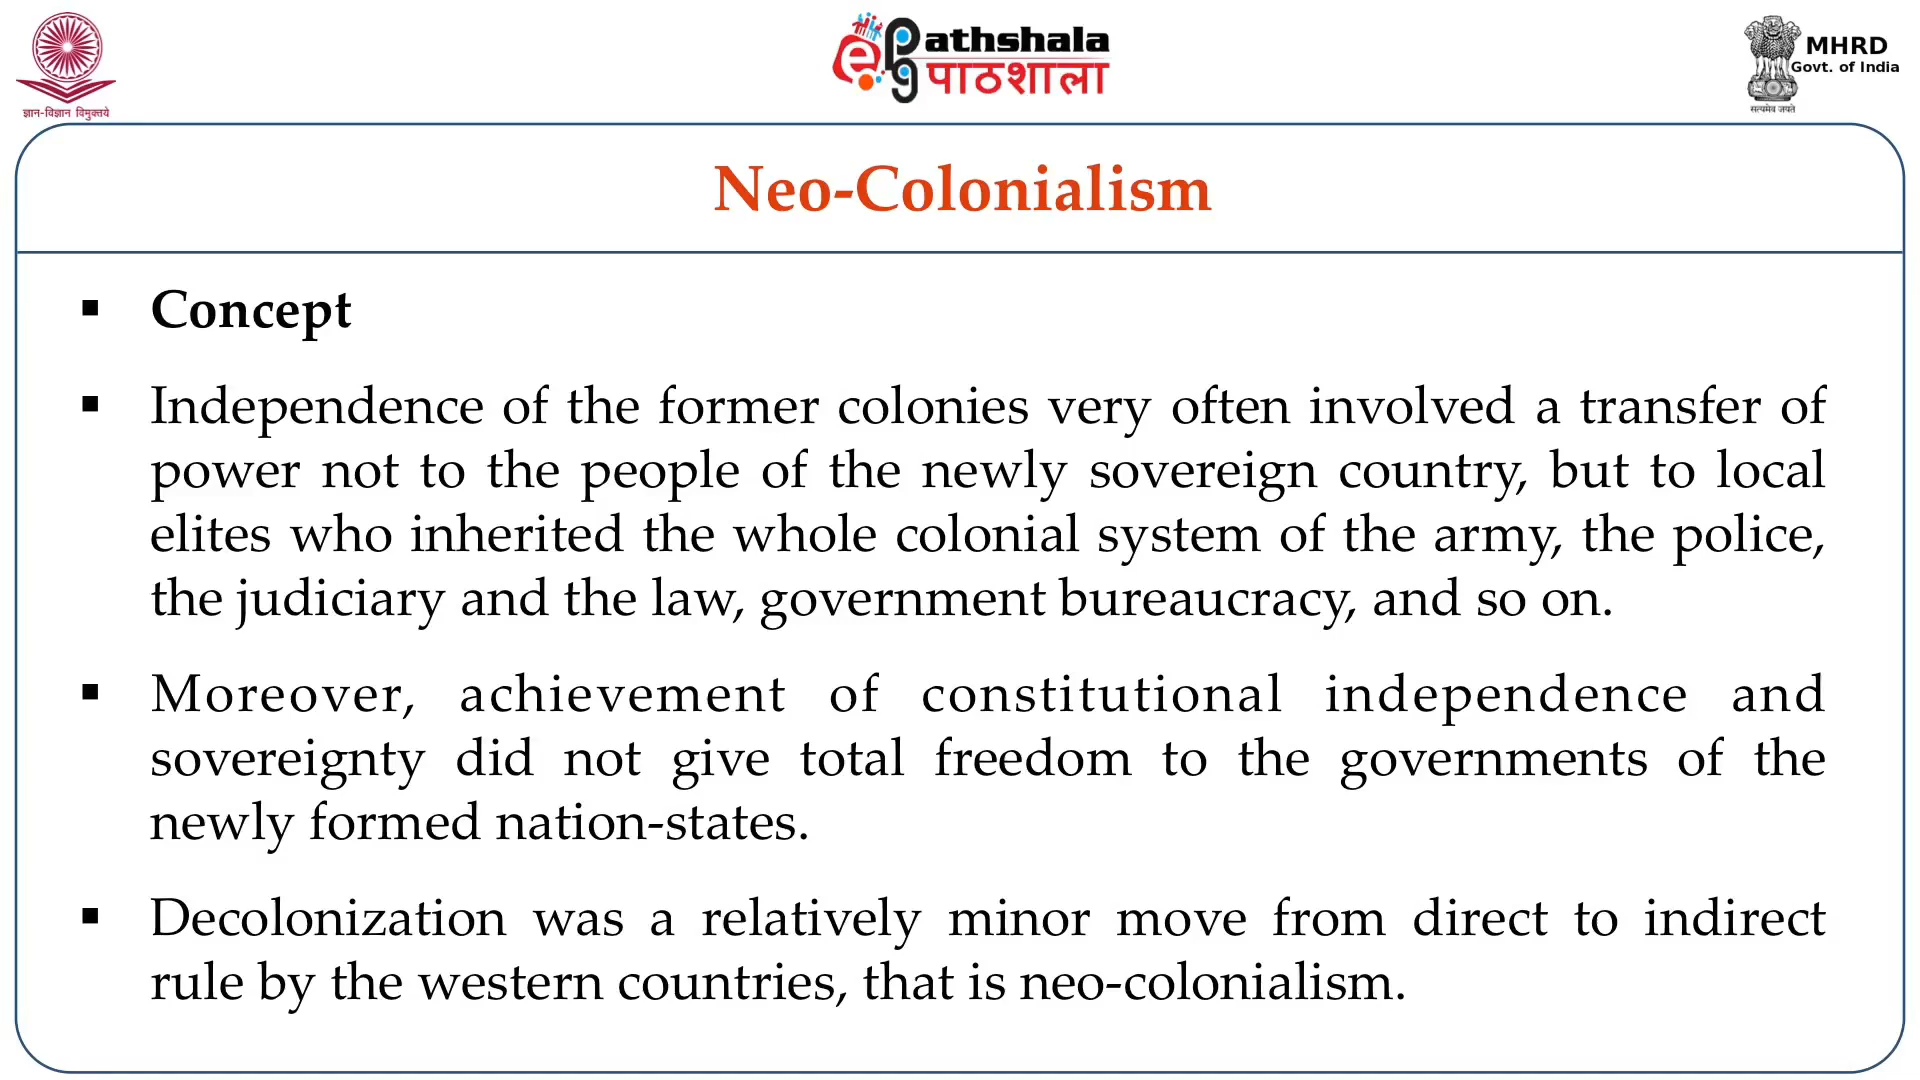 ज्ञान-विज्ञान विमुक्तये
e Pathshala
पाठशाला
MHRD
Govt. of India
सत्यमेव जयते
Neo-Colonialism
▪ Concept
▪ Independence of the former colonies very often involved a transfer of
power not to the people of the newly sovereign country, but to local
elites who inherited the whole colonial system of the army, the police,
the judiciary and the law, government bureaucracy, and so on.
▪ Moreover, achievement of constitutional independence and
sovereignty did not give total freedom to the governments of the
newly formed nation-states.
▪ Decolonization was a relatively minor move from direct to indirect
rule by the western countries, that is neo-colonialism.